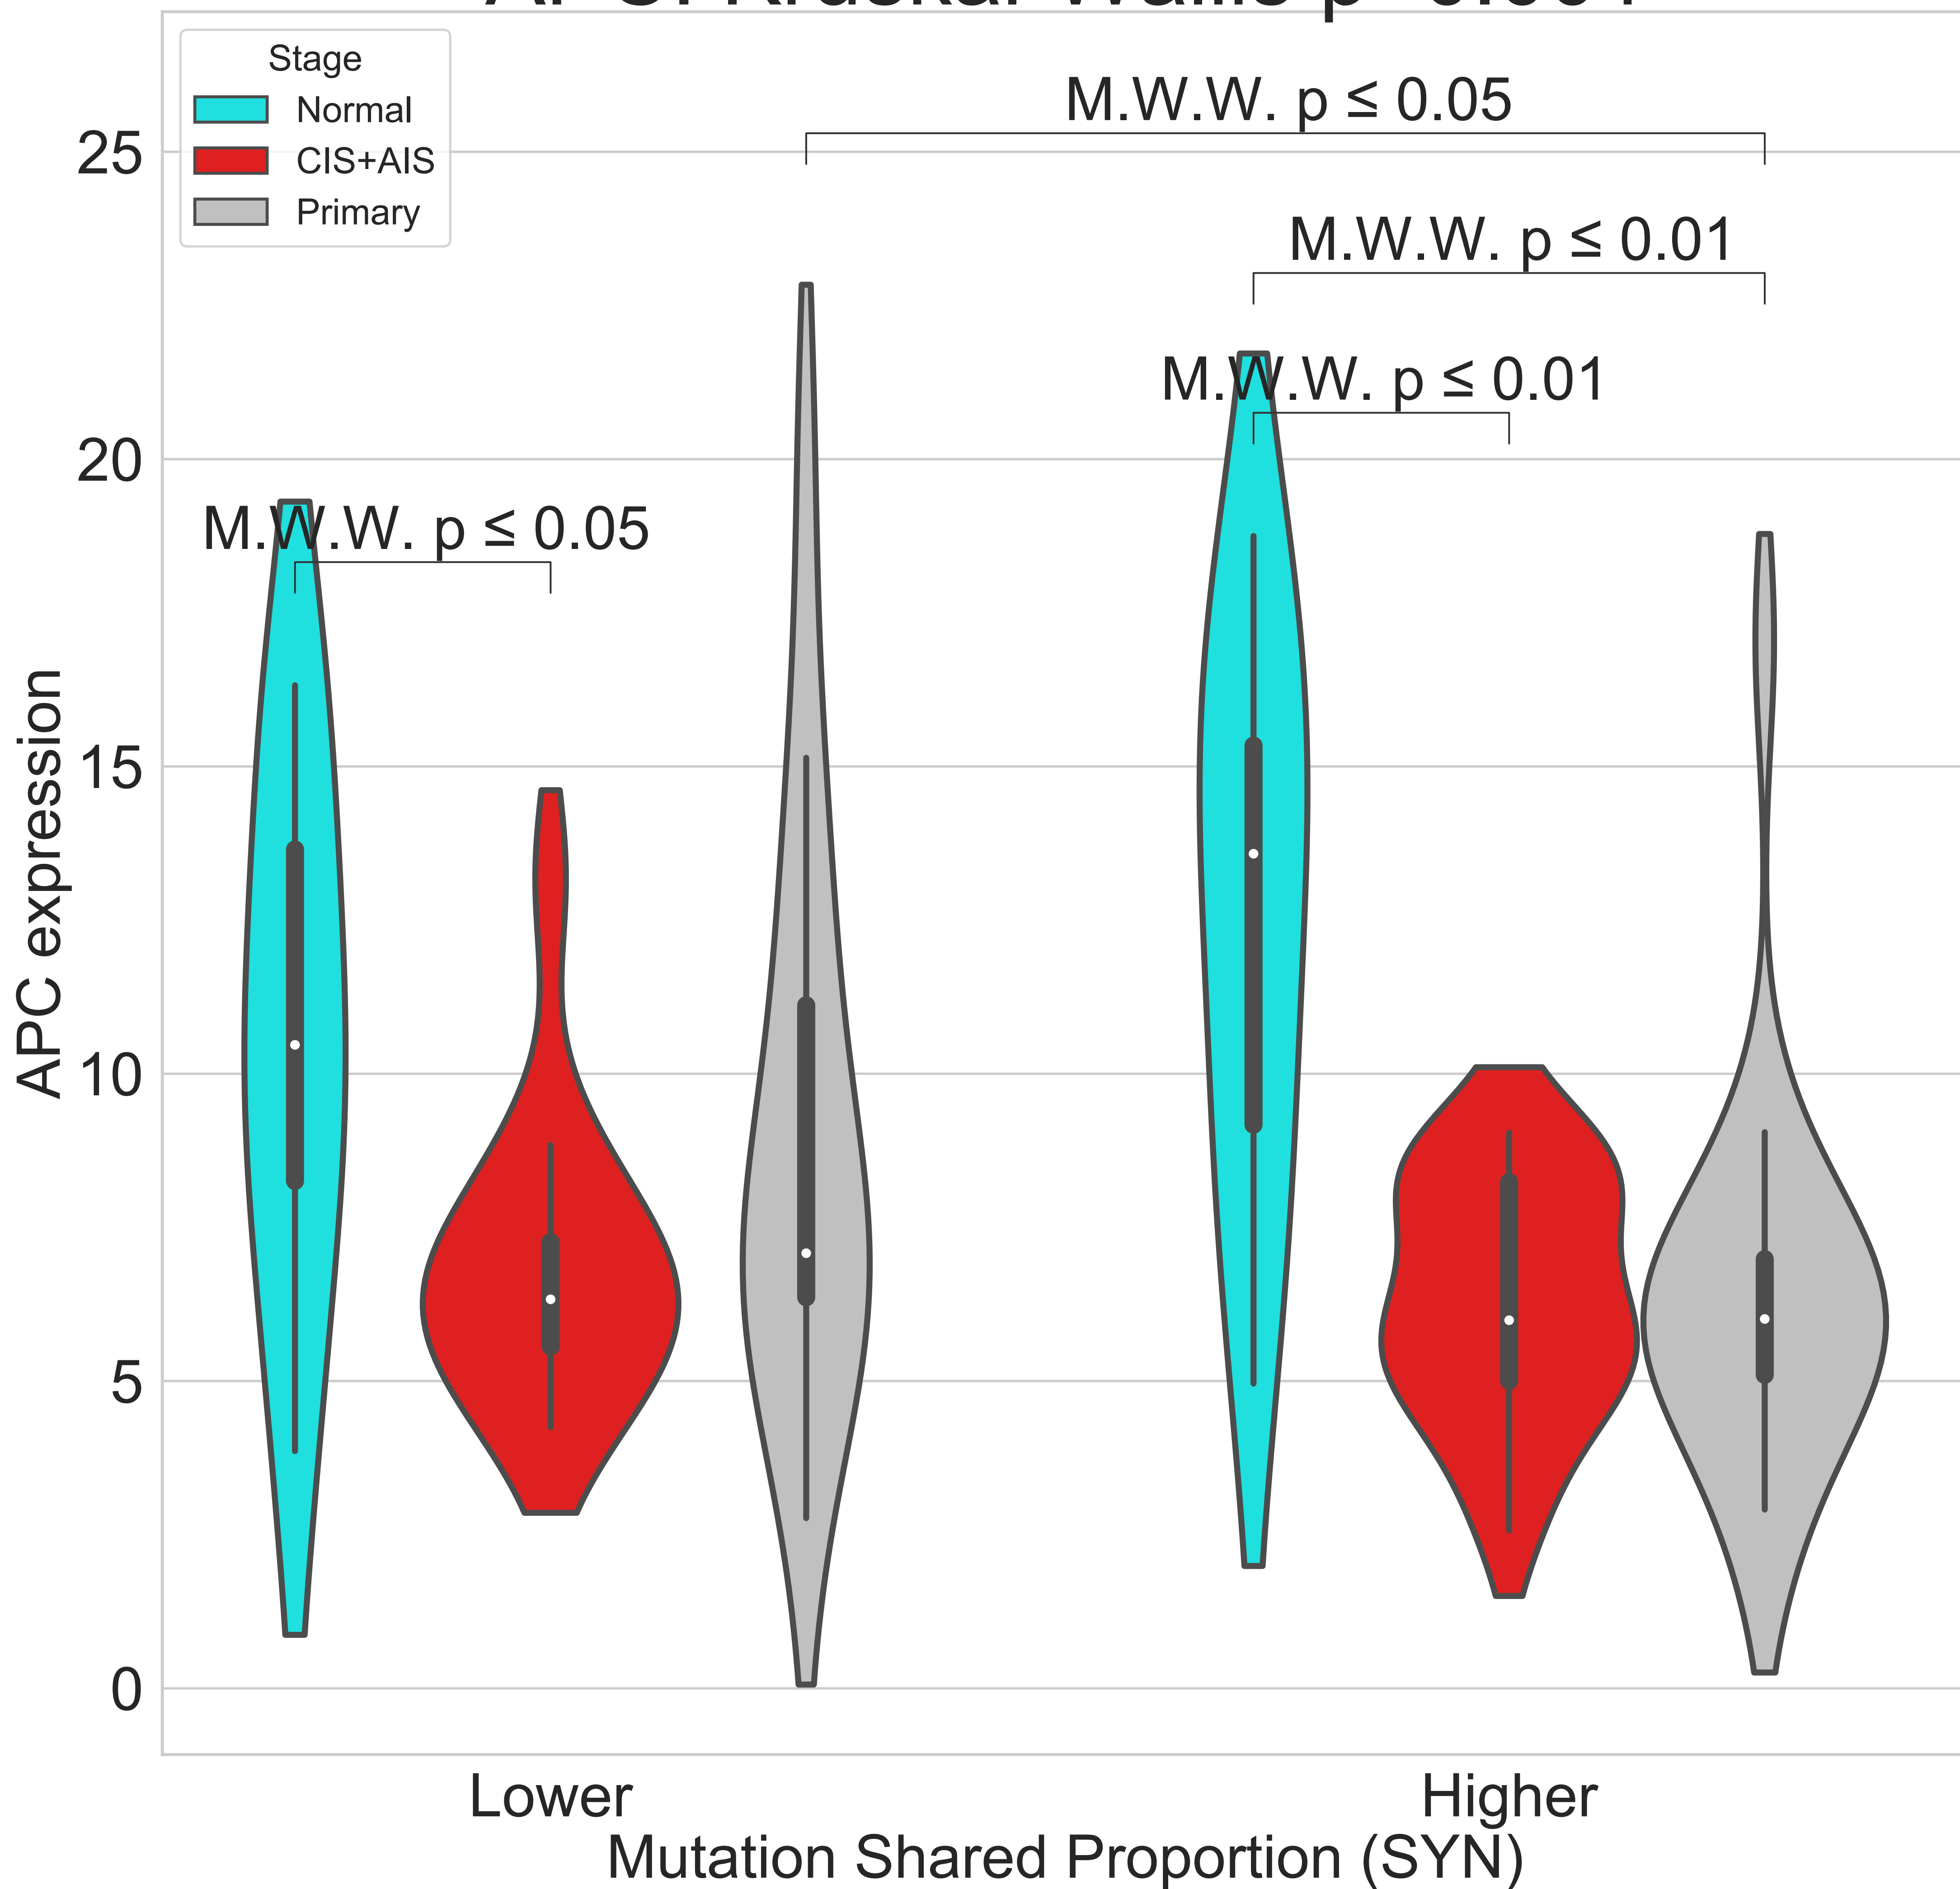 Stage
Normal
CIS+AIS
Primary
M.W.W. p ≤ 0.05
M.W.W. p ≤ 0.01
M.W.W. p ≤ 0.01
M.W.W. p ≤ 0.05
25
20
15
10
5
0
APC expression
Lower
Higher
Mutation Shared Proportion (SYN)